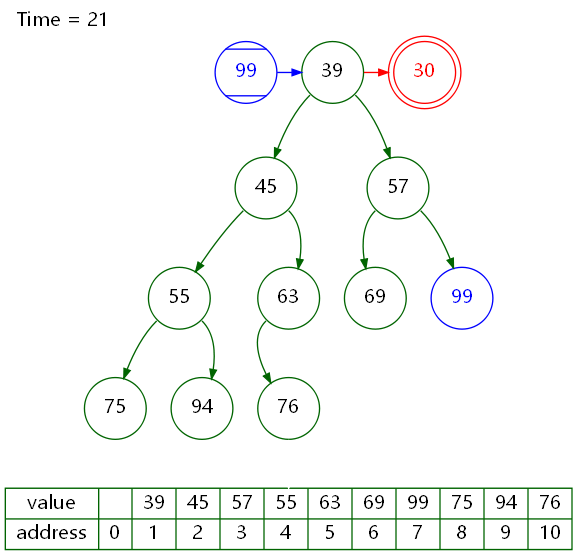 Time = 21
99 39 30
45 57
55 63 69 99
75 94 76
value 39 45 57 55 63 69 99 75 94 76
address 0 1 2 3 4 5 6 7 8 9 10